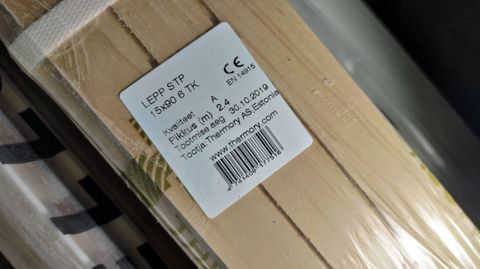 LEPP STP
15x90 6 TK
CE
EN 14915
Kvaliteet A
Pikkus (m) 2.4
Tootmise aeg 30.10.2019
Tootja:Thermory AS,Estonia
www.thermory.com